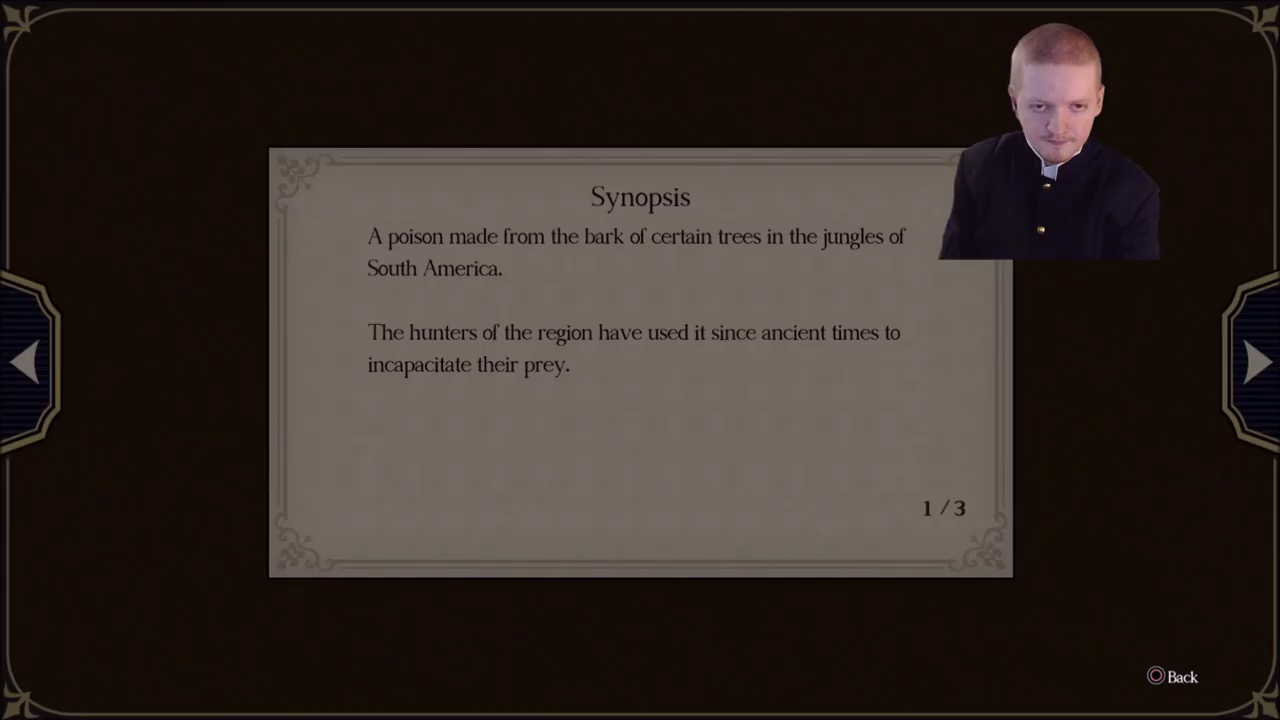 Synopsis
A poison made from the bark of certain trees in the jungles of
South America.
The hunters of the region have used it since ancient times to
incapacitate their prey.
1 / 3
Back